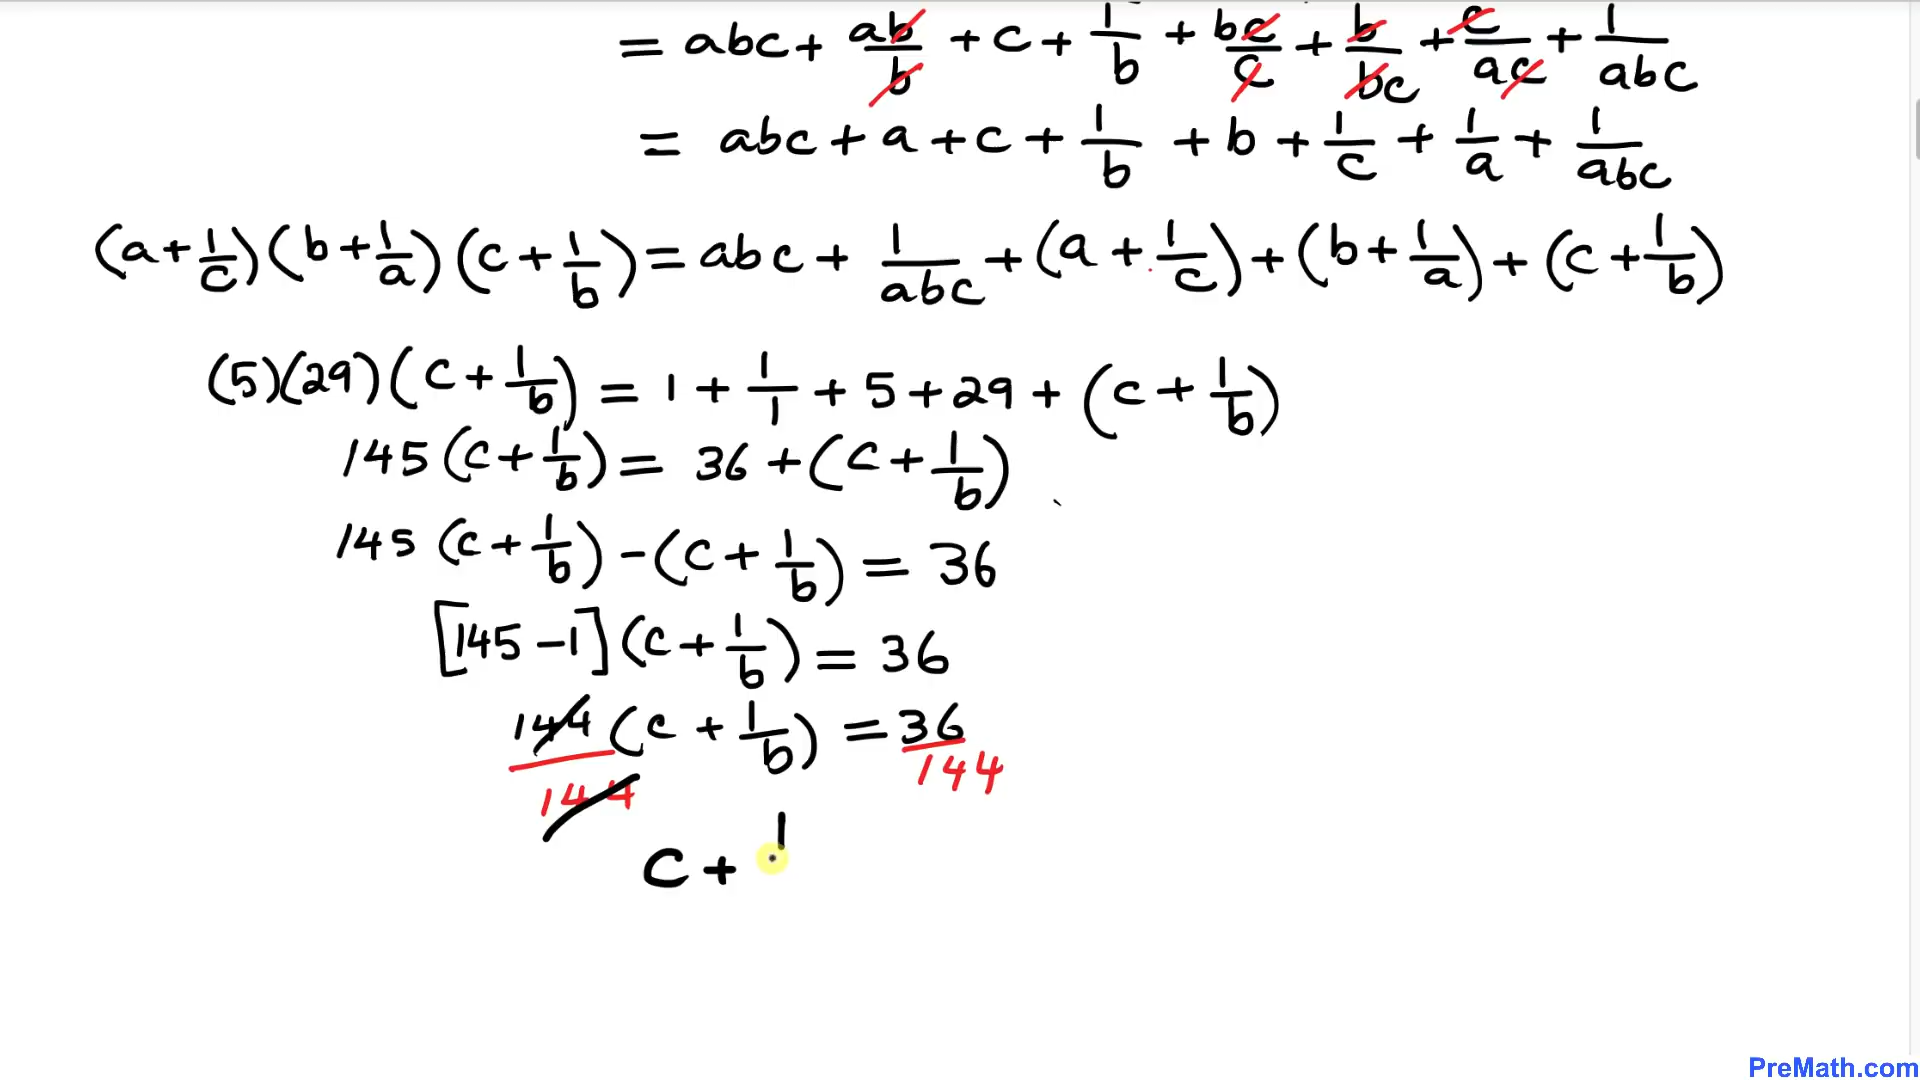 = abc + ab/b + c + 1/b + bc/c + b/bc + c/ac + 1/abc
= abc + a + c + 1/b + b + 1/c + 1/a + 1/abc
(a + 1/c)(b + 1/a)(c + 1/b) = abc + 1/abc + (a + 1/c) + (b + 1/a) + (c + 1/b)
(5)(29)(c + 1/b) = 1 + 1/1 + 5 + 29 + (c + 1/b)
145(c + 1/b) = 36 + (c + 1/b)
145(c + 1/b) - (c + 1/b) = 36
[145 - 1](c + 1/b) = 36
144(c + 1/b)/144 = 36/144
c + 1
PreMath.com